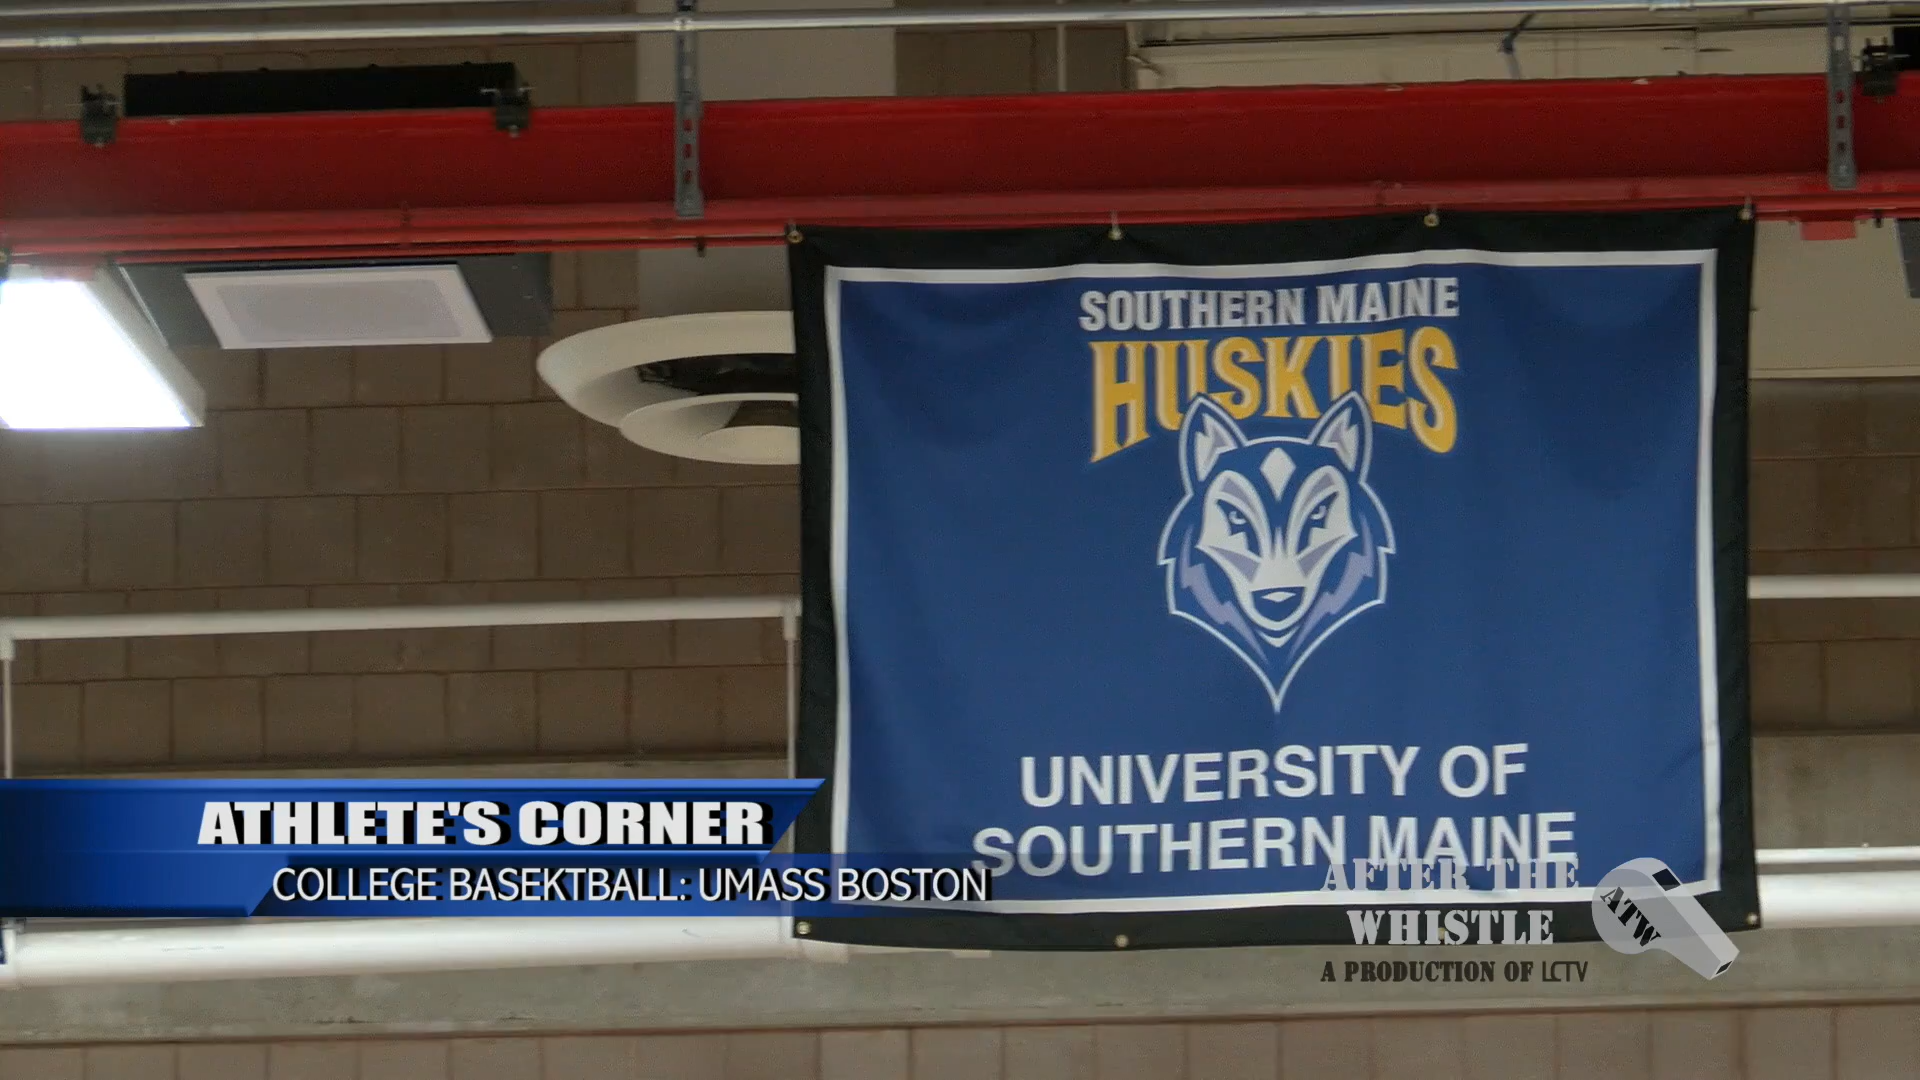 SOUTHERN MAINE
HUSKIES
UNIVERSITY OF
SOUTHERN MAINE
ATHLETE'S CORNER
COLLEGE BASEKTBALL: UMASS BOSTON
AFTER THE
WHISTLE
ATW
A PRODUCTION OF LCTV